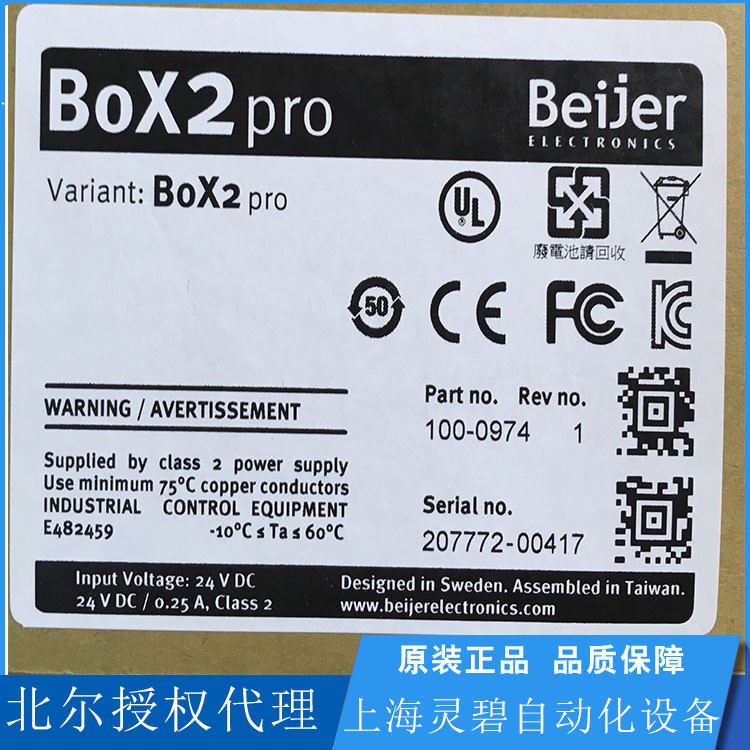 BoX2 pro
Beijer
ELECTRONICS
Variant: BoX2 pro
UL
廢電池請回收
50
CE FC KC
WARNING / AVERTISSEMENT
Part no. Rev no.
100-0974 1
Supplied by class 2 power supply
Use minimum 75°C copper conductors
INDUSTRIAL CONTROL EQUIPMENT
E482459 -10°C ≤ Ta ≤ 60°C
Serial no.
207772-00417
Input Voltage: 24 V DC
24 V DC / 0.25 A, Class 2
Designed in Sweden. Assembled in Taiwan.
www.beijerelectronics.com
原装正品 品质保障
北尔授权代理
上海灵碧自动化设备